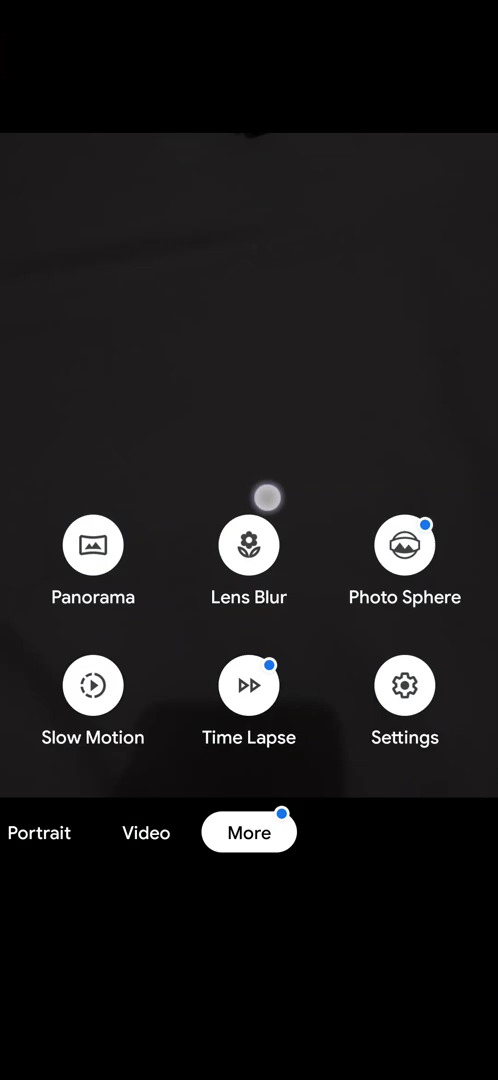 Panorama
Lens Blur
Photo Sphere
Slow Motion
Time Lapse
Settings
Portrait
Video
More